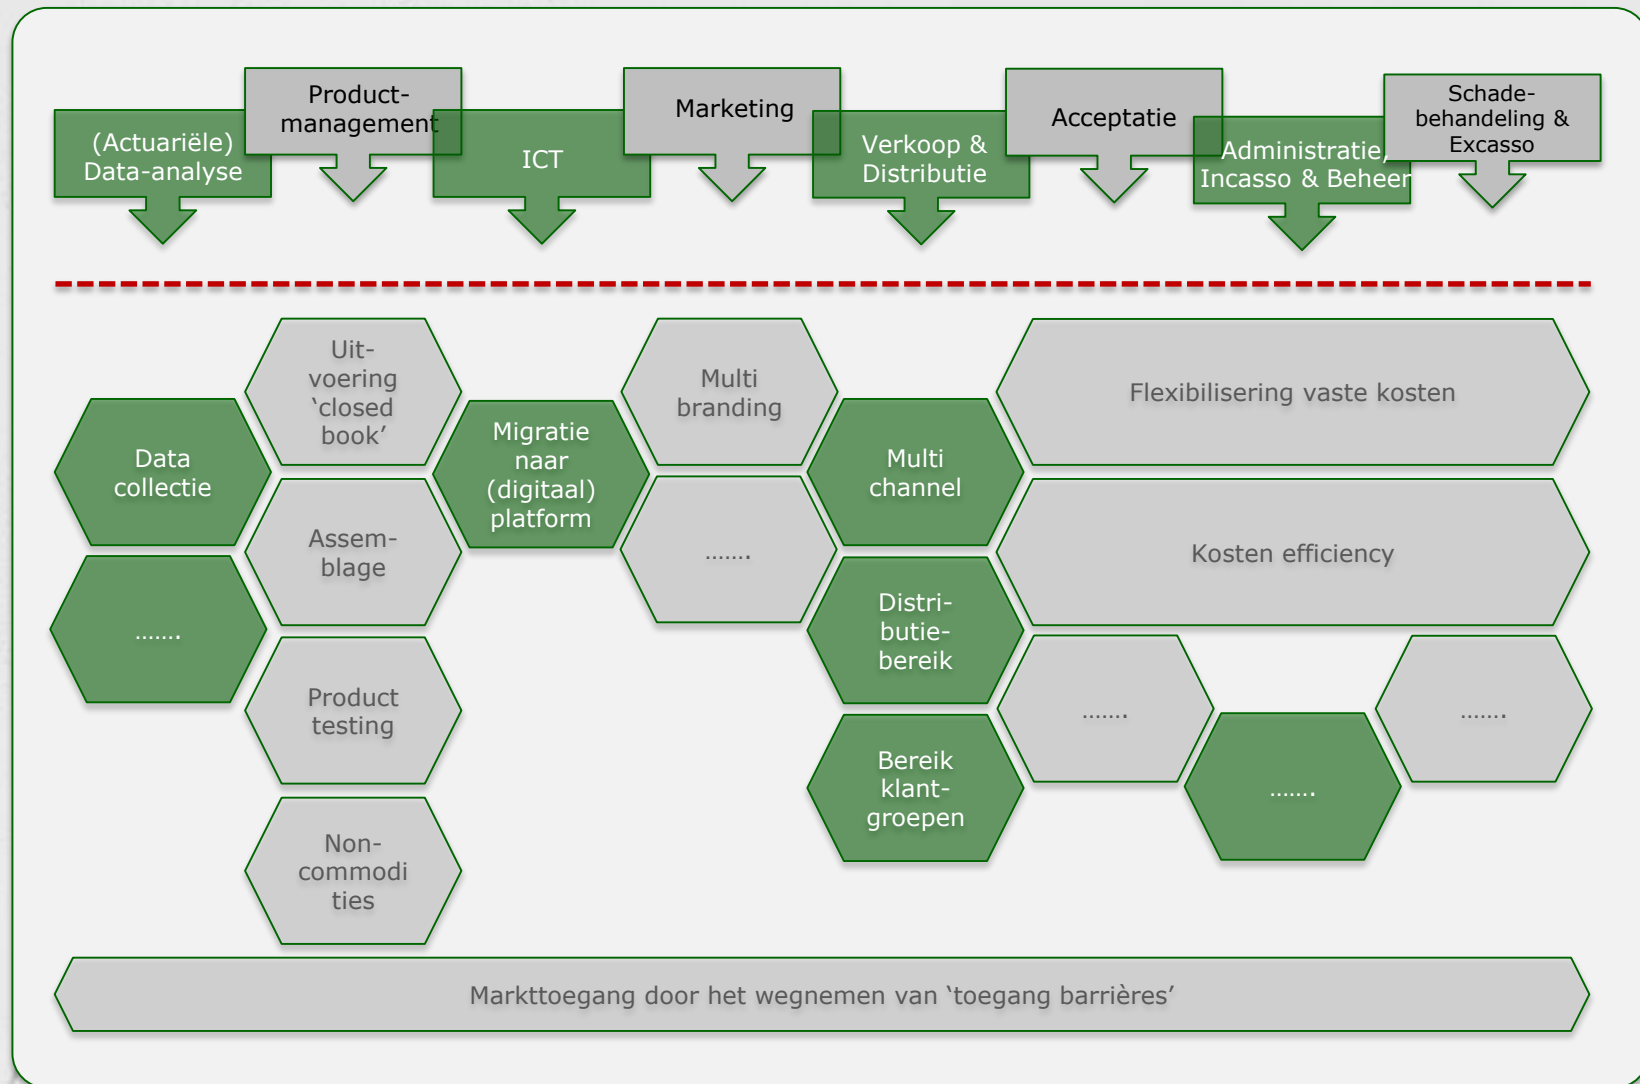 (Actuariële)
Data-analyse
Product-
management
ICT
Marketing
Verkoop &
Distributie
Acceptatie
Administratie,
Incasso & Beheer
Schade-
behandeling &
Excasso
Data
collectie
…….
Uit-
voering
‘closed
book’
Assem-
blage
Product
testing
Non-
commodi
ties
Migratie
naar
(digitaal)
platform
Multi
branding
…….
Multi
channel
Distri-
butie-
bereik
Bereik
klant-
groepen
Flexibilisering vaste kosten
Kosten efficiency
…….
…….
…….
Markttoegang door het wegnemen van ‘toegang barrières’